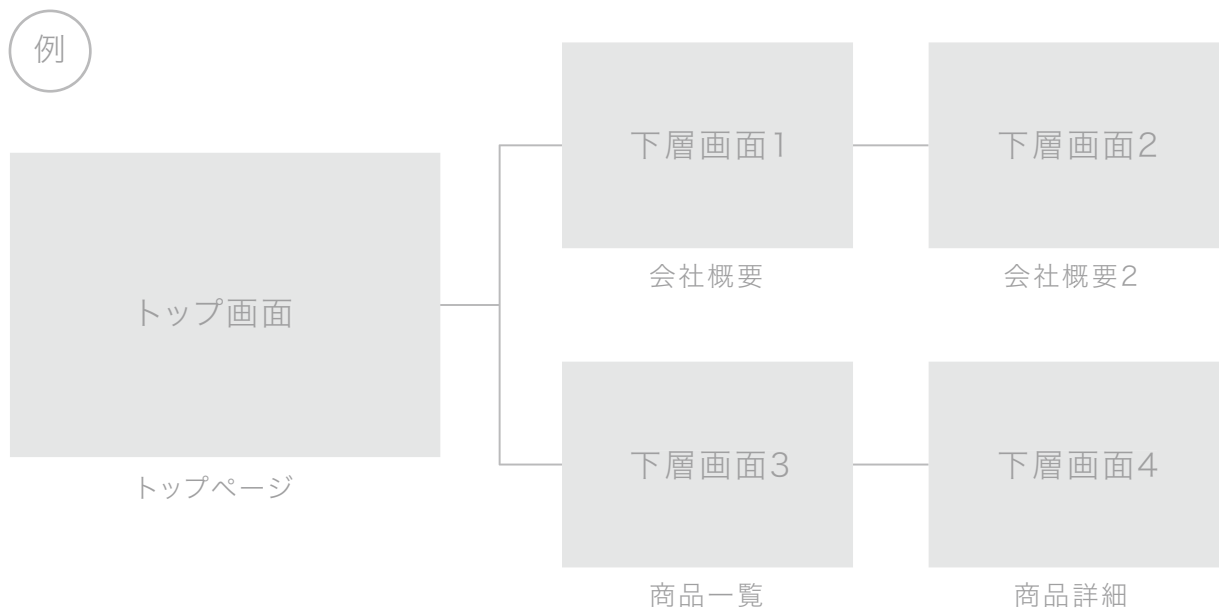 例
トップ画面
トップページ
下層画面1
会社概要
下層画面2
会社概要2
下層画面3
商品一覧
下層画面4
商品詳細